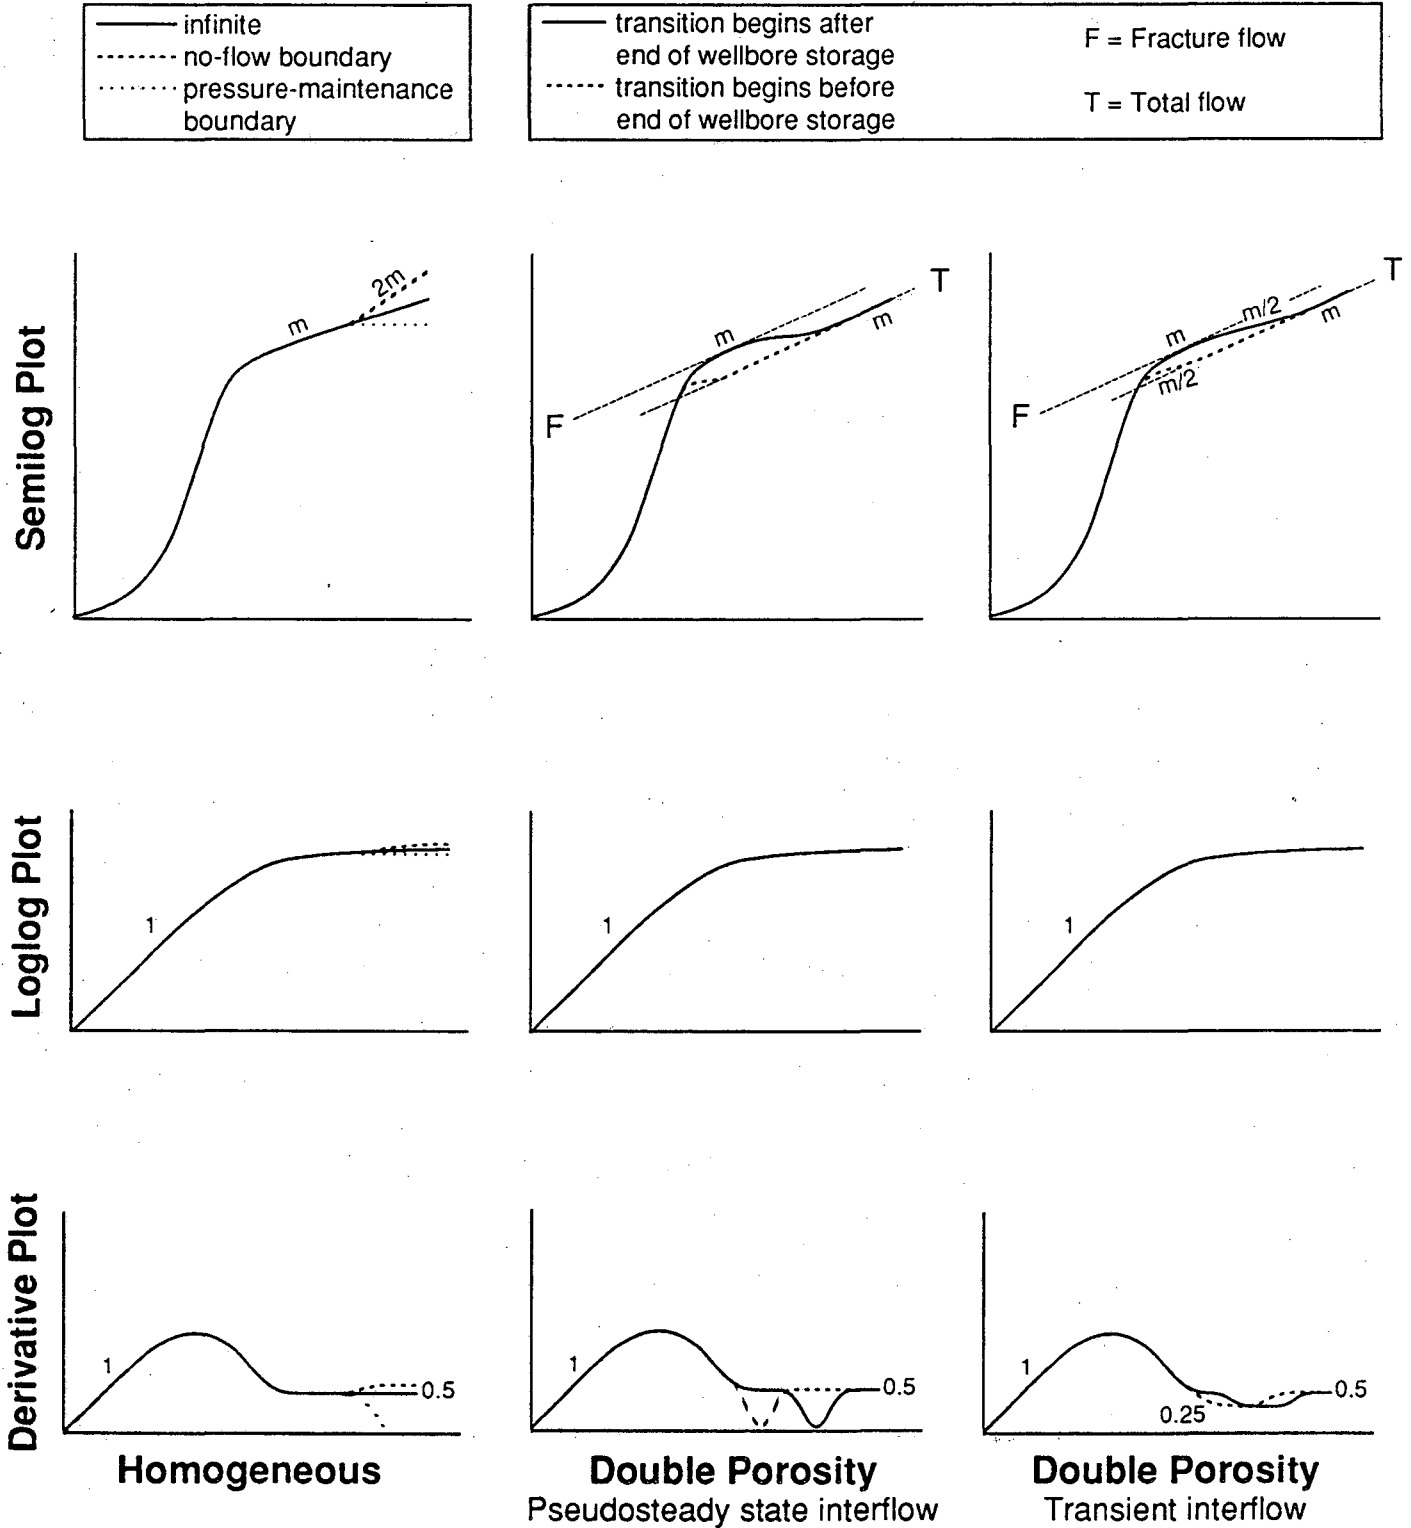 infinite
no-flow boundary
pressure-maintenance
boundary
transition begins after
end of wellbore storage
transition begins before
end of wellbore storage
F = Fracture flow
T = Total flow
Semilog Plot
m
2m
F
m
m
T
F
m
m/2
m/2
m
T
Loglog Plot
1
1
1
Derivative Plot
1
0.5
1
0.5
1
0.25
0.5
Homogeneous
Double Porosity
Pseudosteady state interflow
Double Porosity
Transient interflow